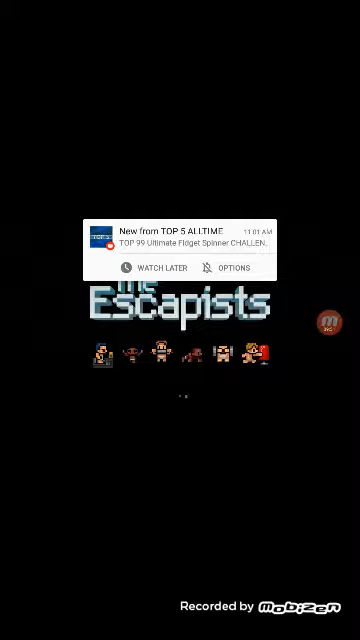 New from TOP 5 ALLTIME 11:01 AM
TOP 99 Ultimate Fidget Spinner CHALLEN..
WATCH LATER OPTIONS
The
Escapists
Recorded by mobizen